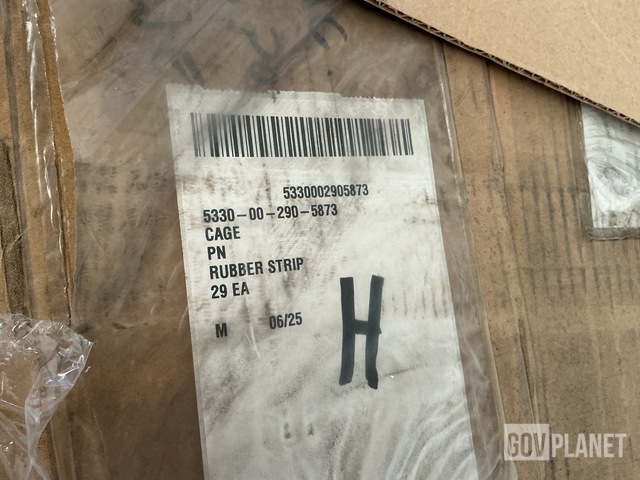 5330002905873
5330-00-290-5873
CAGE
PN
RUBBER STRIP
29 EA
M 06/25
H
GOVPLANET